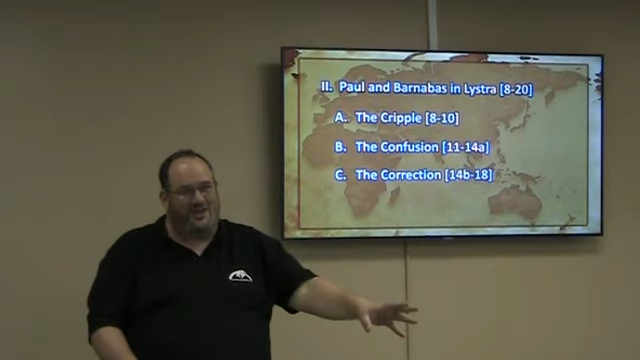 II. Paul and Barnabas in Lystra [8-20]
A. The Cripple [8-10]
B. The Confusion [11-14a]
C. The Correction [14b-18]